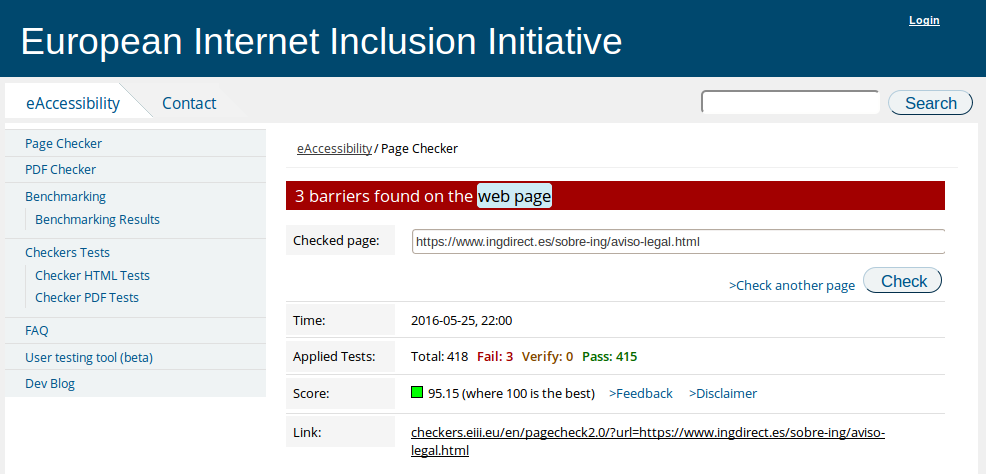 Login
European Internet Inclusion Initiative
eAccessibility Contact Search
Page Checker
PDF Checker
Benchmarking
Benchmarking Results
Checkers Tests
Checker HTML Tests
Checker PDF Tests
FAQ
User testing tool (beta)
Dev Blog
eAccessibility / Page Checker
3 barriers found on the web page
Checked page: https://www.ingdirect.es/sobre-ing/aviso-legal.html
>Check another page Check
Time: 2016-05-25, 22:00
Applied Tests: Total: 418 Fail: 3 Verify: 0 Pass: 415
Score: 95.15 (where 100 is the best) >Feedback >Disclaimer
Link: checkers.eiii.eu/en/pagecheck2.0/?url=https://www.ingdirect.es/sobre-ing/aviso-
legal.html